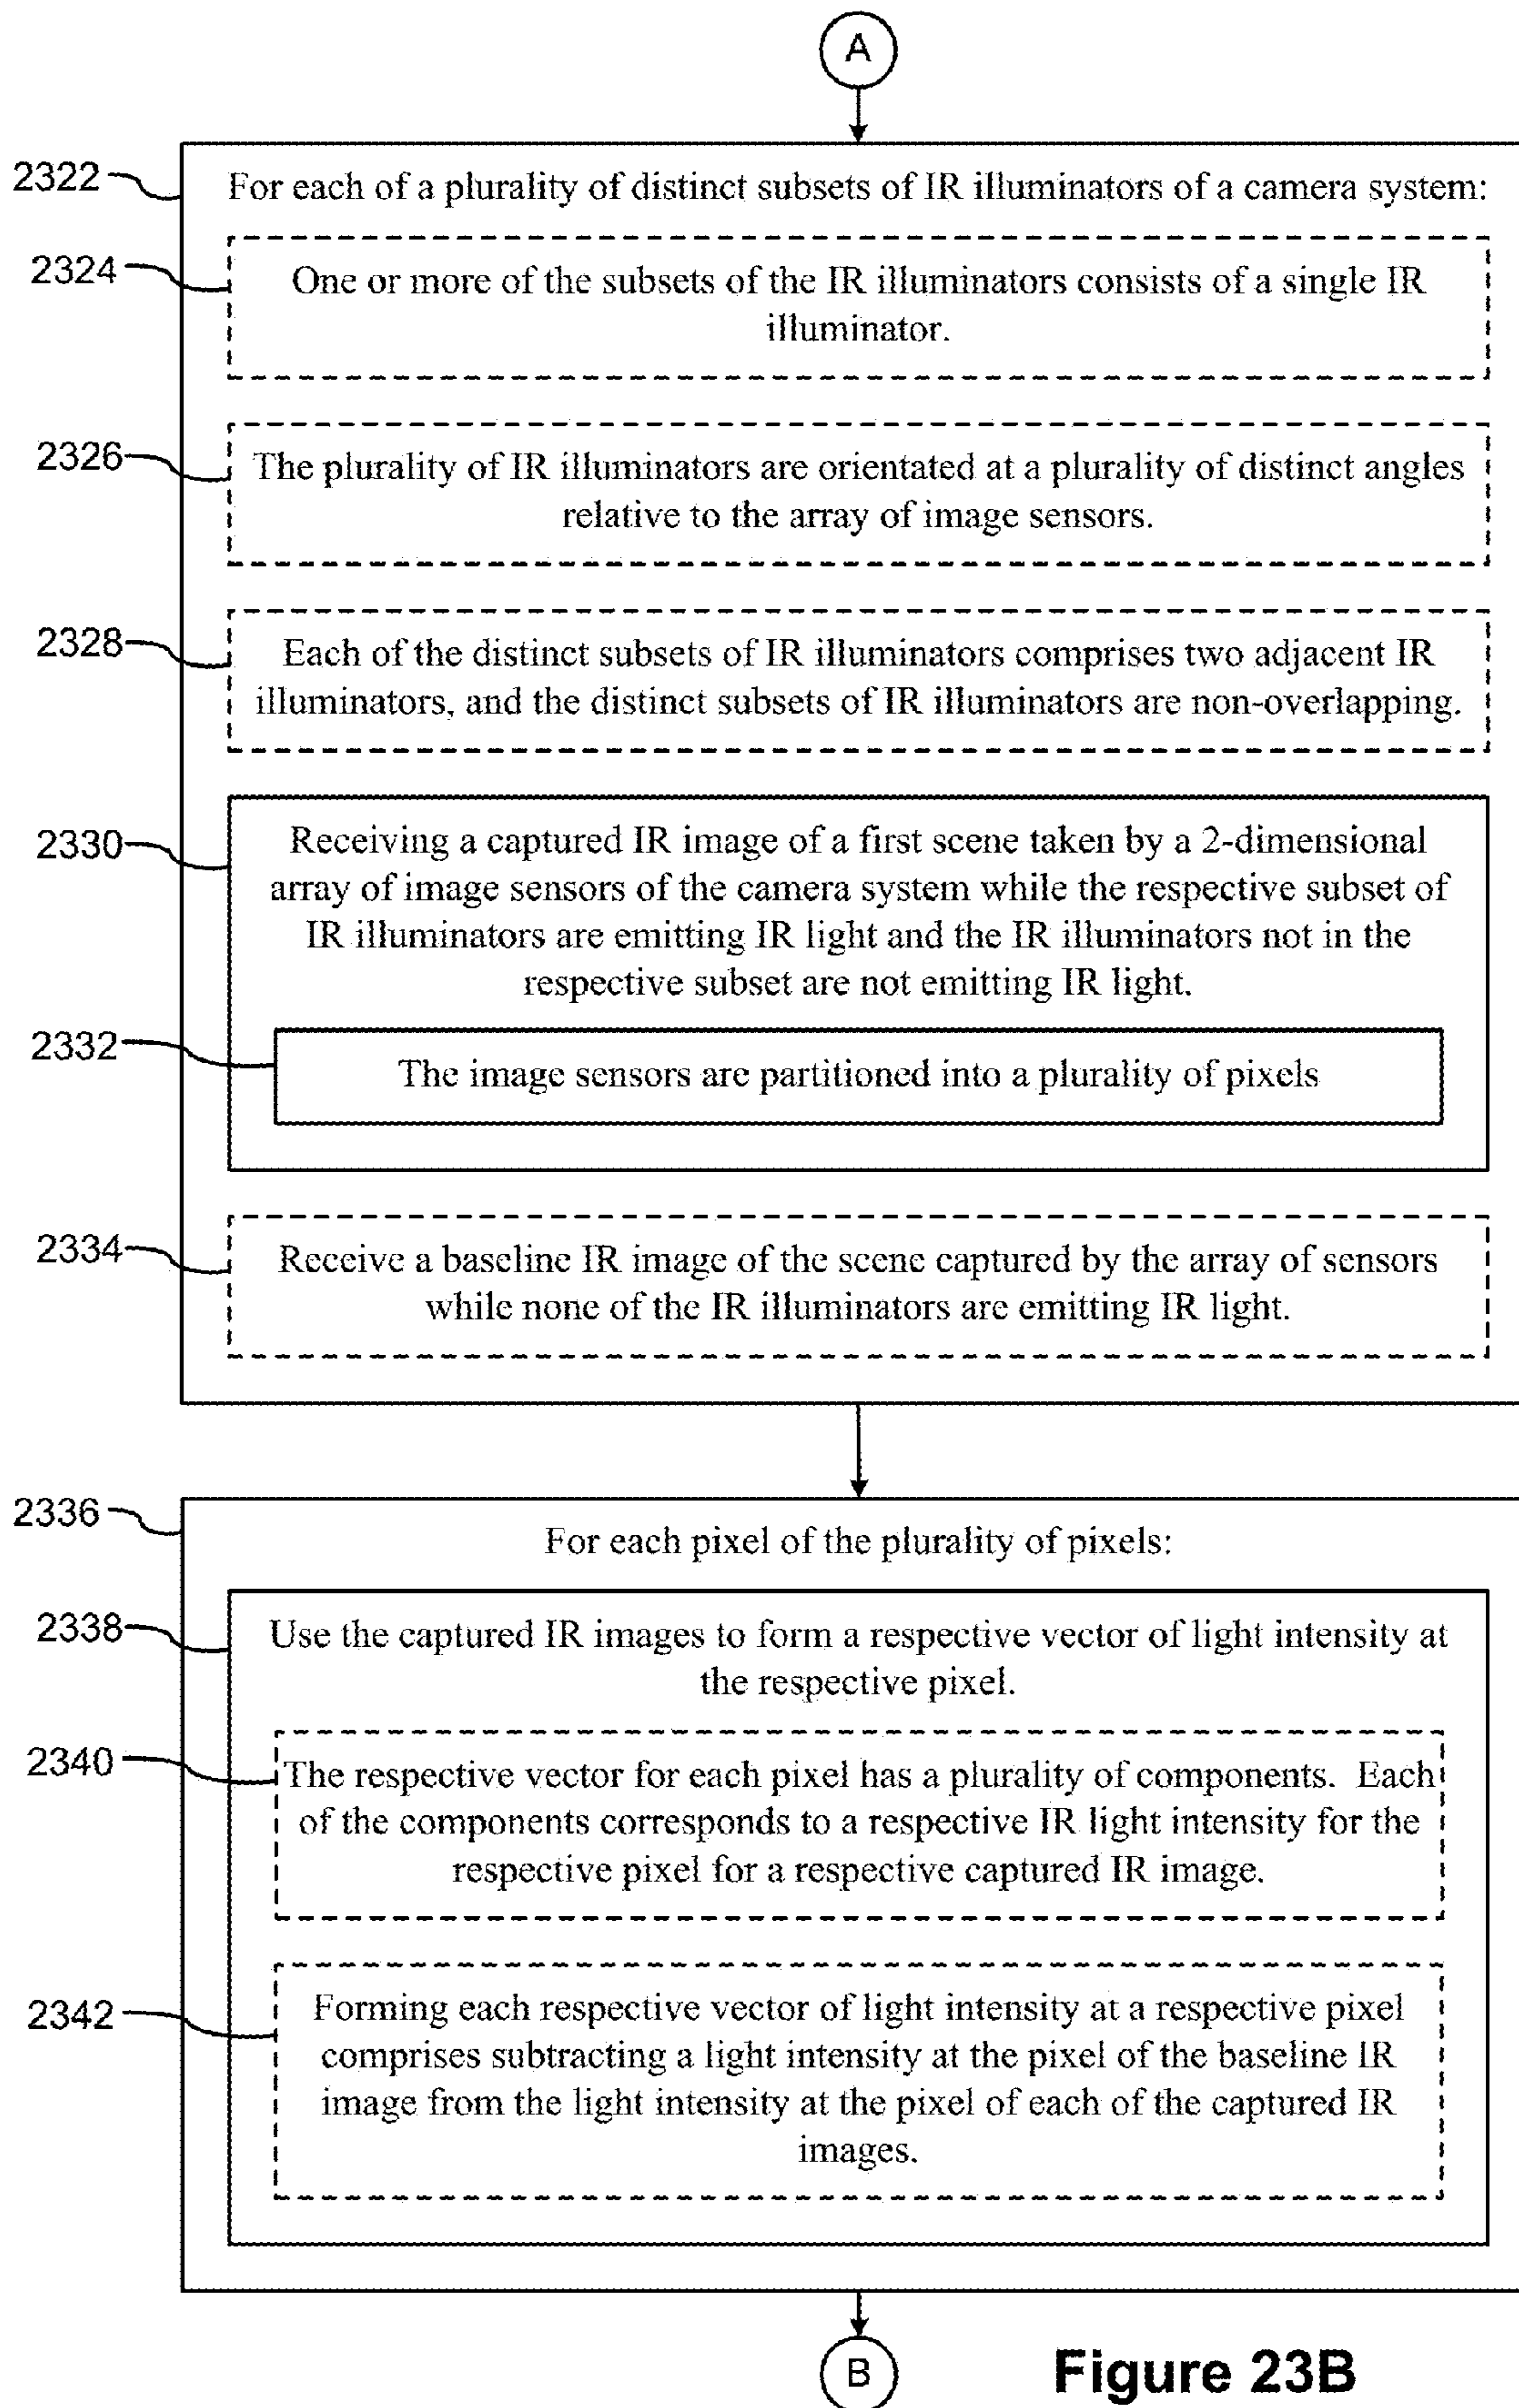 A
2322
For each of a plurality of distinct subsets of IR illuminators of a camera system:
2324
One or more of the subsets of the IR illuminators consists of a single IR
illuminator.
2326
The plurality of IR illuminators are orientated at a plurality of distinct angles
relative to the array of image sensors.
2328
Each of the distinct subsets of IR illuminators comprises two adjacent IR
illuminators, and the distinct subsets of IR illuminators are non-overlapping.
2330
Receiving a captured IR image of a first scene taken by a 2-dimensional
array of image sensors of the camera system while the respective subset of
IR illuminators are emitting IR light and the IR illuminators not in the
respective subset are not emitting IR light.
2332
The image sensors are partitioned into a plurality of pixels
2334
Receive a baseline IR image of the scene captured by the array of sensors
while none of the IR illuminators are emitting IR light.
2336
For each pixel of the plurality of pixels:
2338
Use the captured IR images to form a respective vector of light intensity at
the respective pixel.
2340
The respective vector for each pixel has a plurality of components. Each
of the components corresponds to a respective IR light intensity for the
respective pixel for a respective captured IR image.
2342
Forming each respective vector of light intensity at a respective pixel
comprises subtracting a light intensity at the pixel of the baseline IR
image from the light intensity at the pixel of each of the captured IR
images.
B
Figure 23B